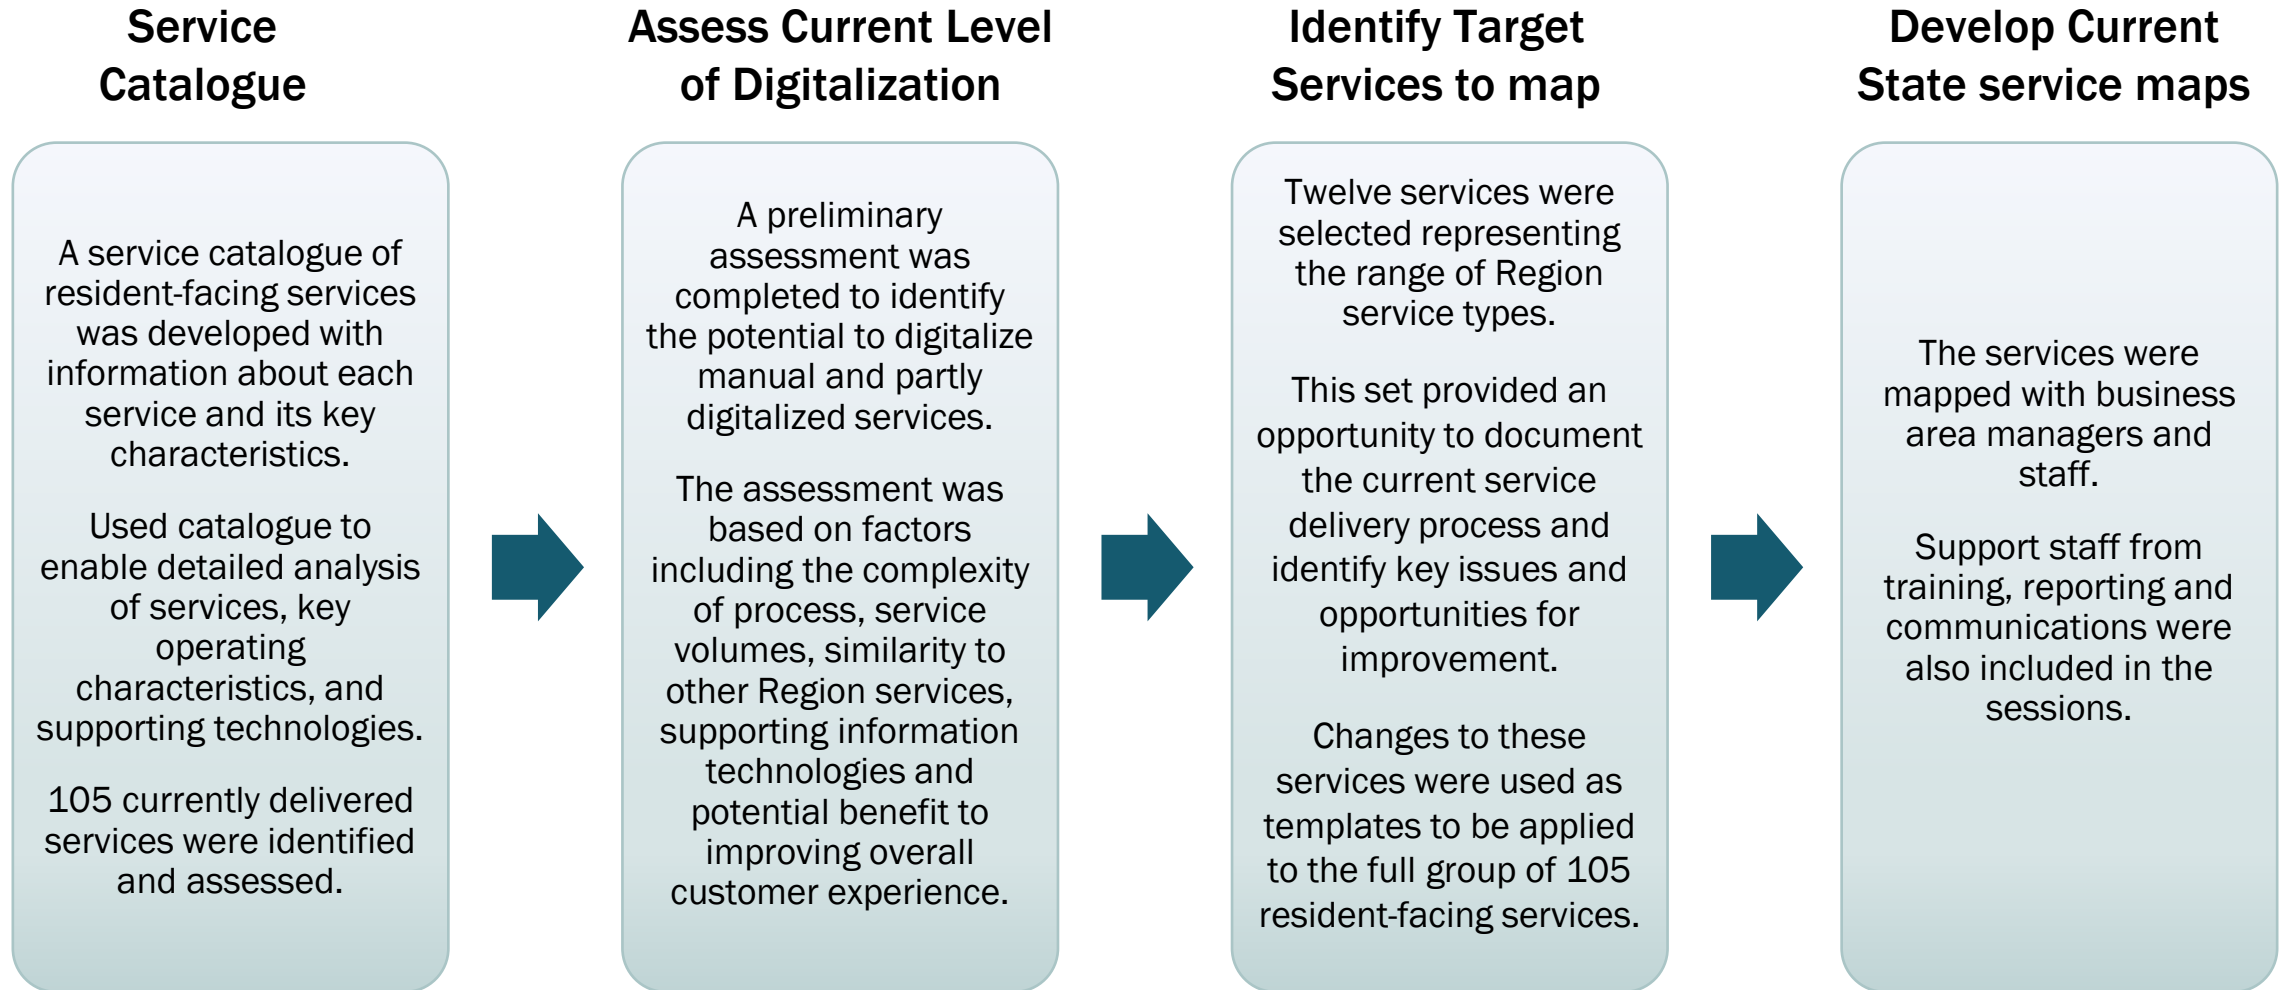 Service
Catalogue
A service catalogue of
resident-facing services
was developed with
information about each
service and its key
characteristics.
Used catalogue to
enable detailed analysis
of services, key
operating
characteristics, and
supporting technologies.
105 currently delivered
services were identified
and assessed.
Assess Current Level
of Digitalization
A preliminary
assessment was
completed to identify
the potential to digitalize
manual and partly
digitalized services.
The assessment was
based on factors
including the complexity
of process, service
volumes, similarity to
other Region services,
supporting information
technologies and
potential benefit to
improving overall
customer experience.
Identify Target
Services to map
Twelve services were
selected representing
the range of Region
service types.
This set provided an
opportunity to document
the current service
delivery process and
identify key issues and
opportunities for
improvement.
Changes to these
services were used as
templates to be applied
to the full group of 105
resident-facing services.
Develop Current
State service maps
The services were
mapped with business
area managers and
staff.
Support staff from
training, reporting and
communications were
also included in the
sessions.